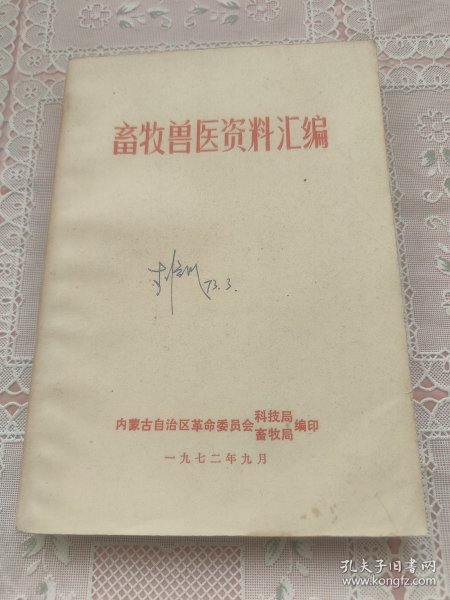 畜牧兽医资料汇编
73.3.
内蒙古自治区革命委员会科技局畜牧局编印
一九七二年九月
孔夫子旧书网
www.kongfz.com